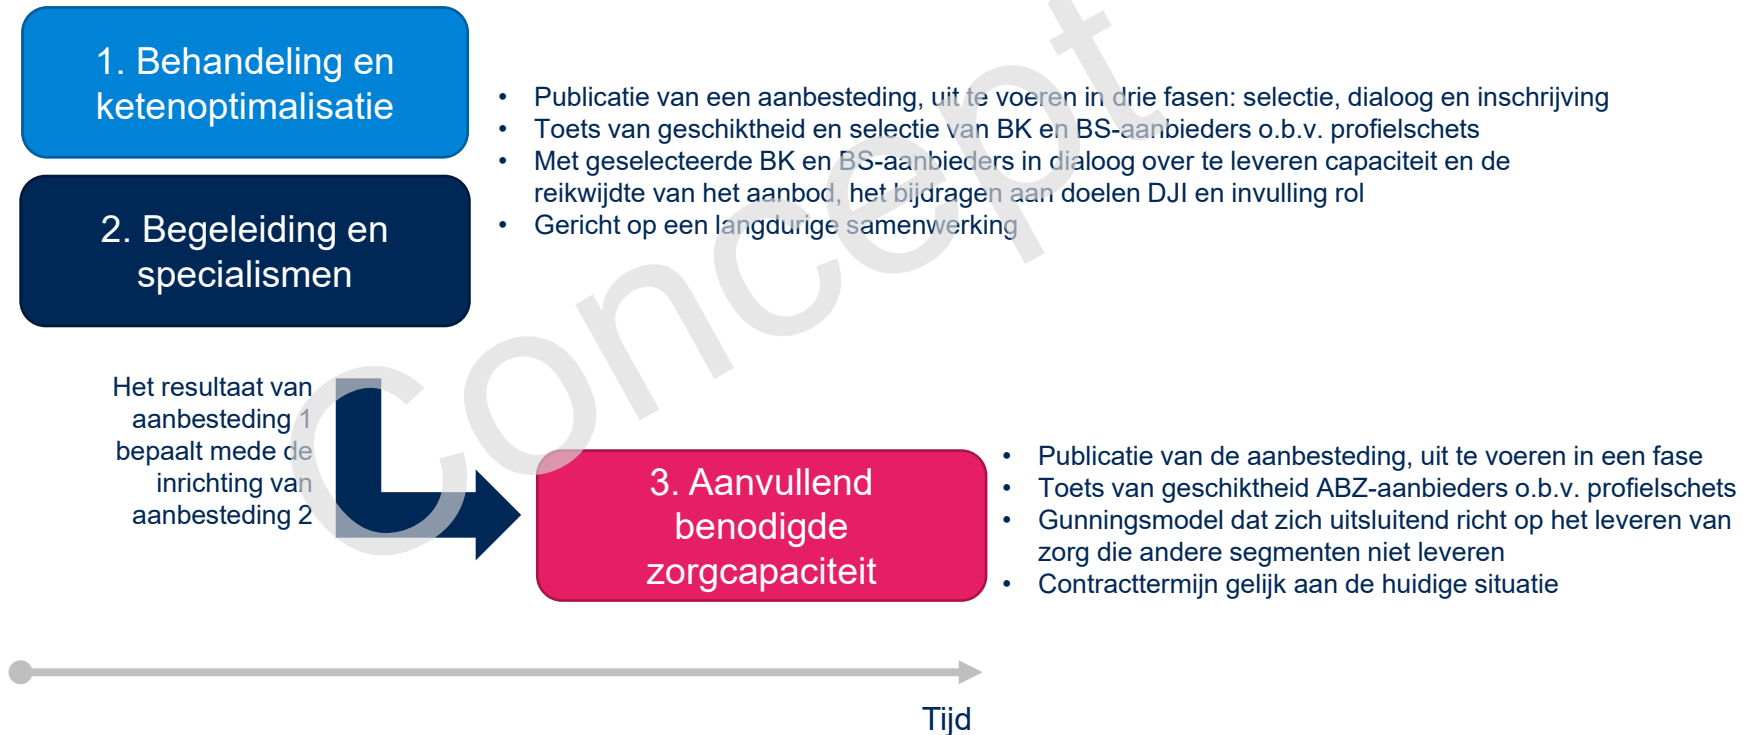 1. Behandeling en
ketenoptimalisatie
• Publicatie van een aanbesteding, uit te voeren in drie fasen: selectie, dialoog en inschrijving
• Toets van geschiktheid en selectie van BK en BS-aanbieders o.b.v. profielschets
• Met geselecteerde BK en BS-aanbieders in dialoog over te leveren capaciteit en de
reikwijdte van het aanbod, het bijdragen aan doelen DJI en invulling rol
• Gericht op een langdurige samenwerking
2. Begeleiding en
specialismen
Concept
Het resultaat van
aanbesteding 1
bepaalt mede de
inrichting van
aanbesteding 2
3. Aanvullend
benodigde
zorgcapaciteit
• Publicatie van de aanbesteding, uit te voeren in een fase
• Toets van geschiktheid ABZ-aanbieders o.b.v. profielschets
• Gunningsmodel dat zich uitsluitend richt op het leveren van
zorg die andere segmenten niet leveren
• Contracttermijn gelijk aan de huidige situatie
Tijd